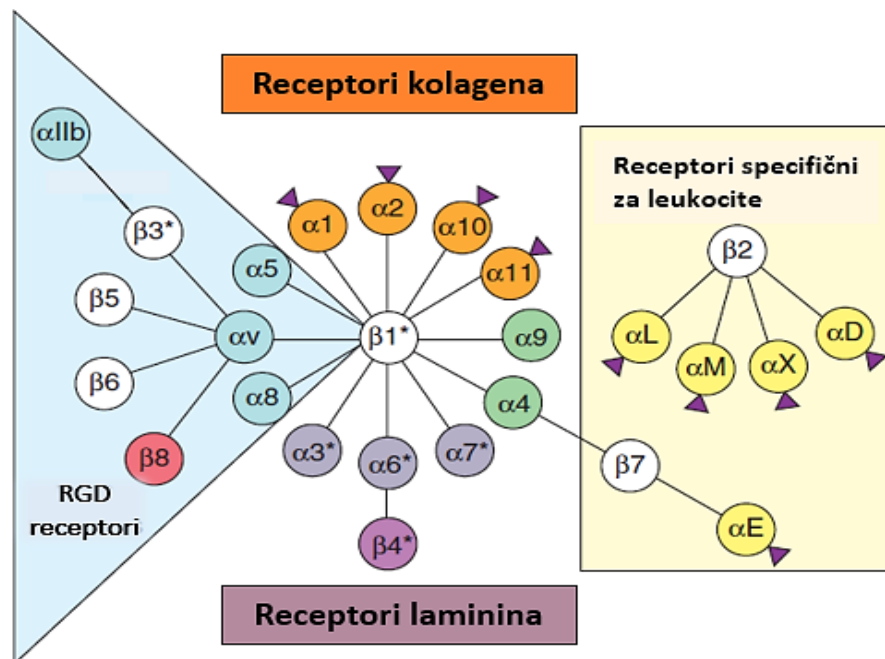 Receptori kolagena
αIIb
Receptori specifični
za leukocite
α1
α2
α10
β3*
β2
α5
α11
β5
αv
β1*
α9
αL
αM
αX
αD
β6
α8
α4
β8
α3*
α6*
α7*
β7
RGD
receptori
β4*
αE
Receptori laminina